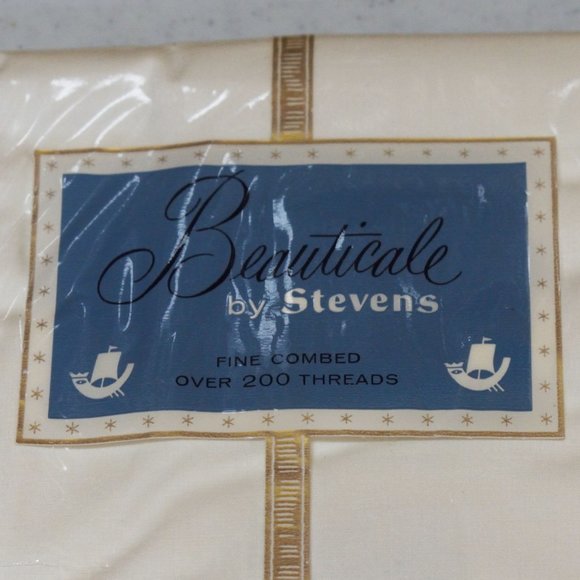 Beauticale
by Stevens
FINE COMBED
OVER 200 THREADS